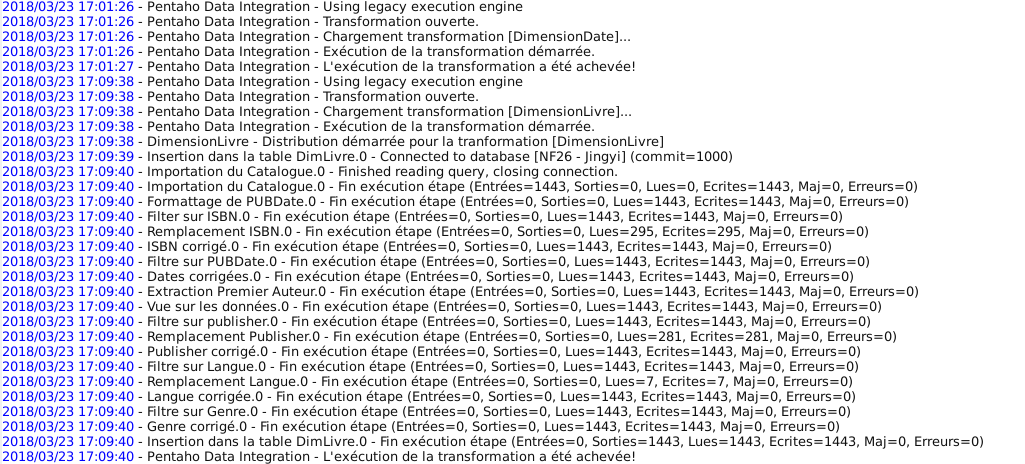 2018/03/23 17:01:26 - Pentaho Data Integration - Using legacy execution engine
2018/03/23 17:01:26 - Pentaho Data Integration - Transformation ouverte.
2018/03/23 17:01:26 - Pentaho Data Integration - Chargement transformation [DimensionDate]...
2018/03/23 17:01:26 - Pentaho Data Integration - Exécution de la transformation démarrée.
2018/03/23 17:01:27 - Pentaho Data Integration - L'exécution de la transformation a été achevée!
2018/03/23 17:09:38 - Pentaho Data Integration - Using legacy execution engine
2018/03/23 17:09:38 - Pentaho Data Integration - Transformation ouverte.
2018/03/23 17:09:38 - Pentaho Data Integration - Chargement transformation [DimensionLivre]...
2018/03/23 17:09:38 - Pentaho Data Integration - Exécution de la transformation démarrée.
2018/03/23 17:09:38 - DimensionLivre - Distribution démarrée pour la tranformation [DimensionLivre]
2018/03/23 17:09:39 - Insertion dans la table DimLivre.0 - Connected to database [NF26 - Jingyi] (commit=1000)
2018/03/23 17:09:40 - Importation du Catalogue.0 - Finished reading query, closing connection.
2018/03/23 17:09:40 - Importation du Catalogue.0 - Fin exécution étape (Entrées=1443, Sorties=0, Lues=0, Ecrites=1443, Maj=0, Erreurs=0)
2018/03/23 17:09:40 - Formattage de PUBDate.0 - Fin exécution étape (Entrées=0, Sorties=0, Lues=1443, Ecrites=1443, Maj=0, Erreurs=0)
2018/03/23 17:09:40 - Filter sur ISBN.0 - Fin exécution étape (Entrées=0, Sorties=0, Lues=1443, Ecrites=1443, Maj=0, Erreurs=0)
2018/03/23 17:09:40 - Remplacement ISBN.0 - Fin exécution étape (Entrées=0, Sorties=0, Lues=295, Ecrites=295, Maj=0, Erreurs=0)
2018/03/23 17:09:40 - ISBN corrigé.0 - Fin exécution étape (Entrées=0, Sorties=0, Lues=1443, Ecrites=1443, Maj=0, Erreurs=0)
2018/03/23 17:09:40 - Filtre sur PUBDate.0 - Fin exécution étape (Entrées=0, Sorties=0, Lues=1443, Ecrites=1443, Maj=0, Erreurs=0)
2018/03/23 17:09:40 - Dates corrigées.0 - Fin exécution étape (Entrées=0, Sorties=0, Lues=1443, Ecrites=1443, Maj=0, Erreurs=0)
2018/03/23 17:09:40 - Extraction Premier Auteur.0 - Fin exécution étape (Entrées=0, Sorties=0, Lues=1443, Ecrites=1443, Maj=0, Erreurs=0)
2018/03/23 17:09:40 - Vue sur les données.0 - Fin exécution étape (Entrées=0, Sorties=0, Lues=1443, Ecrites=1443, Maj=0, Erreurs=0)
2018/03/23 17:09:40 - Filtre sur publisher.0 - Fin exécution étape (Entrées=0, Sorties=0, Lues=1443, Ecrites=1443, Maj=0, Erreurs=0)
2018/03/23 17:09:40 - Remplacement Publisher.0 - Fin exécution étape (Entrées=0, Sorties=0, Lues=281, Ecrites=281, Maj=0, Erreurs=0)
2018/03/23 17:09:40 - Publisher corrigé.0 - Fin exécution étape (Entrées=0, Sorties=0, Lues=1443, Ecrites=1443, Maj=0, Erreurs=0)
2018/03/23 17:09:40 - Filtre sur Langue.0 - Fin exécution étape (Entrées=0, Sorties=0, Lues=1443, Ecrites=1443, Maj=0, Erreurs=0)
2018/03/23 17:09:40 - Remplacement Langue.0 - Fin exécution étape (Entrées=0, Sorties=0, Lues=7, Ecrites=7, Maj=0, Erreurs=0)
2018/03/23 17:09:40 - Langue corrigée.0 - Fin exécution étape (Entrées=0, Sorties=0, Lues=1443, Ecrites=1443, Maj=0, Erreurs=0)
2018/03/23 17:09:40 - Filtre sur Genre.0 - Fin exécution étape (Entrées=0, Sorties=0, Lues=1443, Ecrites=1443, Maj=0, Erreurs=0)
2018/03/23 17:09:40 - Genre corrigé.0 - Fin exécution étape (Entrées=0, Sorties=0, Lues=1443, Ecrites=1443, Maj=0, Erreurs=0)
2018/03/23 17:09:40 - Insertion dans la table DimLivre.0 - Fin exécution étape (Entrées=0, Sorties=1443, Lues=1443, Ecrites=1443, Maj=0, Erreurs=0)
2018/03/23 17:09:40 - Pentaho Data Integration - L'exécution de la transformation a été achevée!